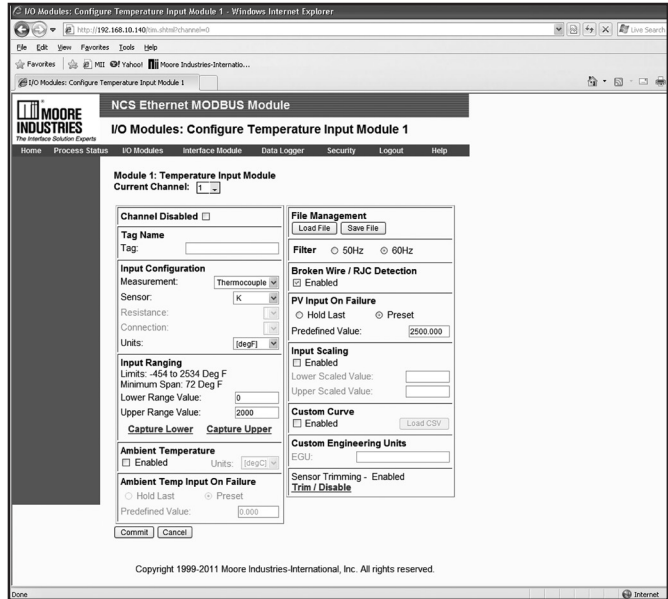 I/O Modules: Configure Temperature Input Module 1 - Windows Internet Explorer
http://192.168.10.140/tim.shtml?channel=0
Live Search
File Edit View Favorites Tools Help
Favorites MII Yahoo! Moore Industries-Internatio...
I/O Modules: Configure Temperature Input Module 1
MOORE
INDUSTRIES
The Interface Solution Experts
NCS Ethernet MODBUS Module
I/O Modules: Configure Temperature Input Module 1
Home Process Status I/O Modules Interface Module Data Logger Security Logout Help
Module 1: Temperature Input Module
Current Channel: 1
Channel Disabled
Tag Name
Tag:
Input Configuration
Measurement: Thermocouple
Sensor: K
Resistance:
Connection:
Units: [degF]
Input Ranging
Limits: -454 to 2534 Deg F
Minimum Span: 72 Deg F
Lower Range Value: 0
Upper Range Value: 2000
Capture Lower Capture Upper
Ambient Temperature
Enabled Units: [degC]
Ambient Temp Input On Failure
Hold Last Preset
Predefined Value: 0.000
File Management
Load File Save File
Filter 50Hz 60Hz
Broken Wire / RJC Detection
Enabled
PV Input On Failure
Hold Last Preset
Predefined Value: 2500.000
Input Scaling
Enabled
Lower Scaled Value:
Upper Scaled Value:
Custom Curve
Enabled Load CSV
Custom Engineering Units
EGU:
Sensor Trimming - Enabled
Trim / Disable
Commit Cancel
Copyright 1999-2011 Moore Industries-International, Inc. All rights reserved.
Done
Internet